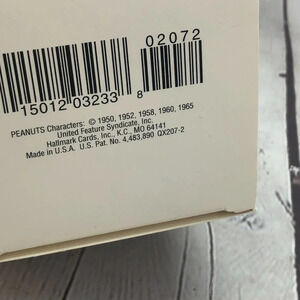 02072
15012 03233 8
PEANUTS Characters: © 1950, 1952, 1958, 1960, 1965
United Feature Syndicate, Inc.
Hallmark Cards, Inc., K.C., MO 64141
Made in U.S.A. U.S. Pat. No. 4,483,890 QX207-2